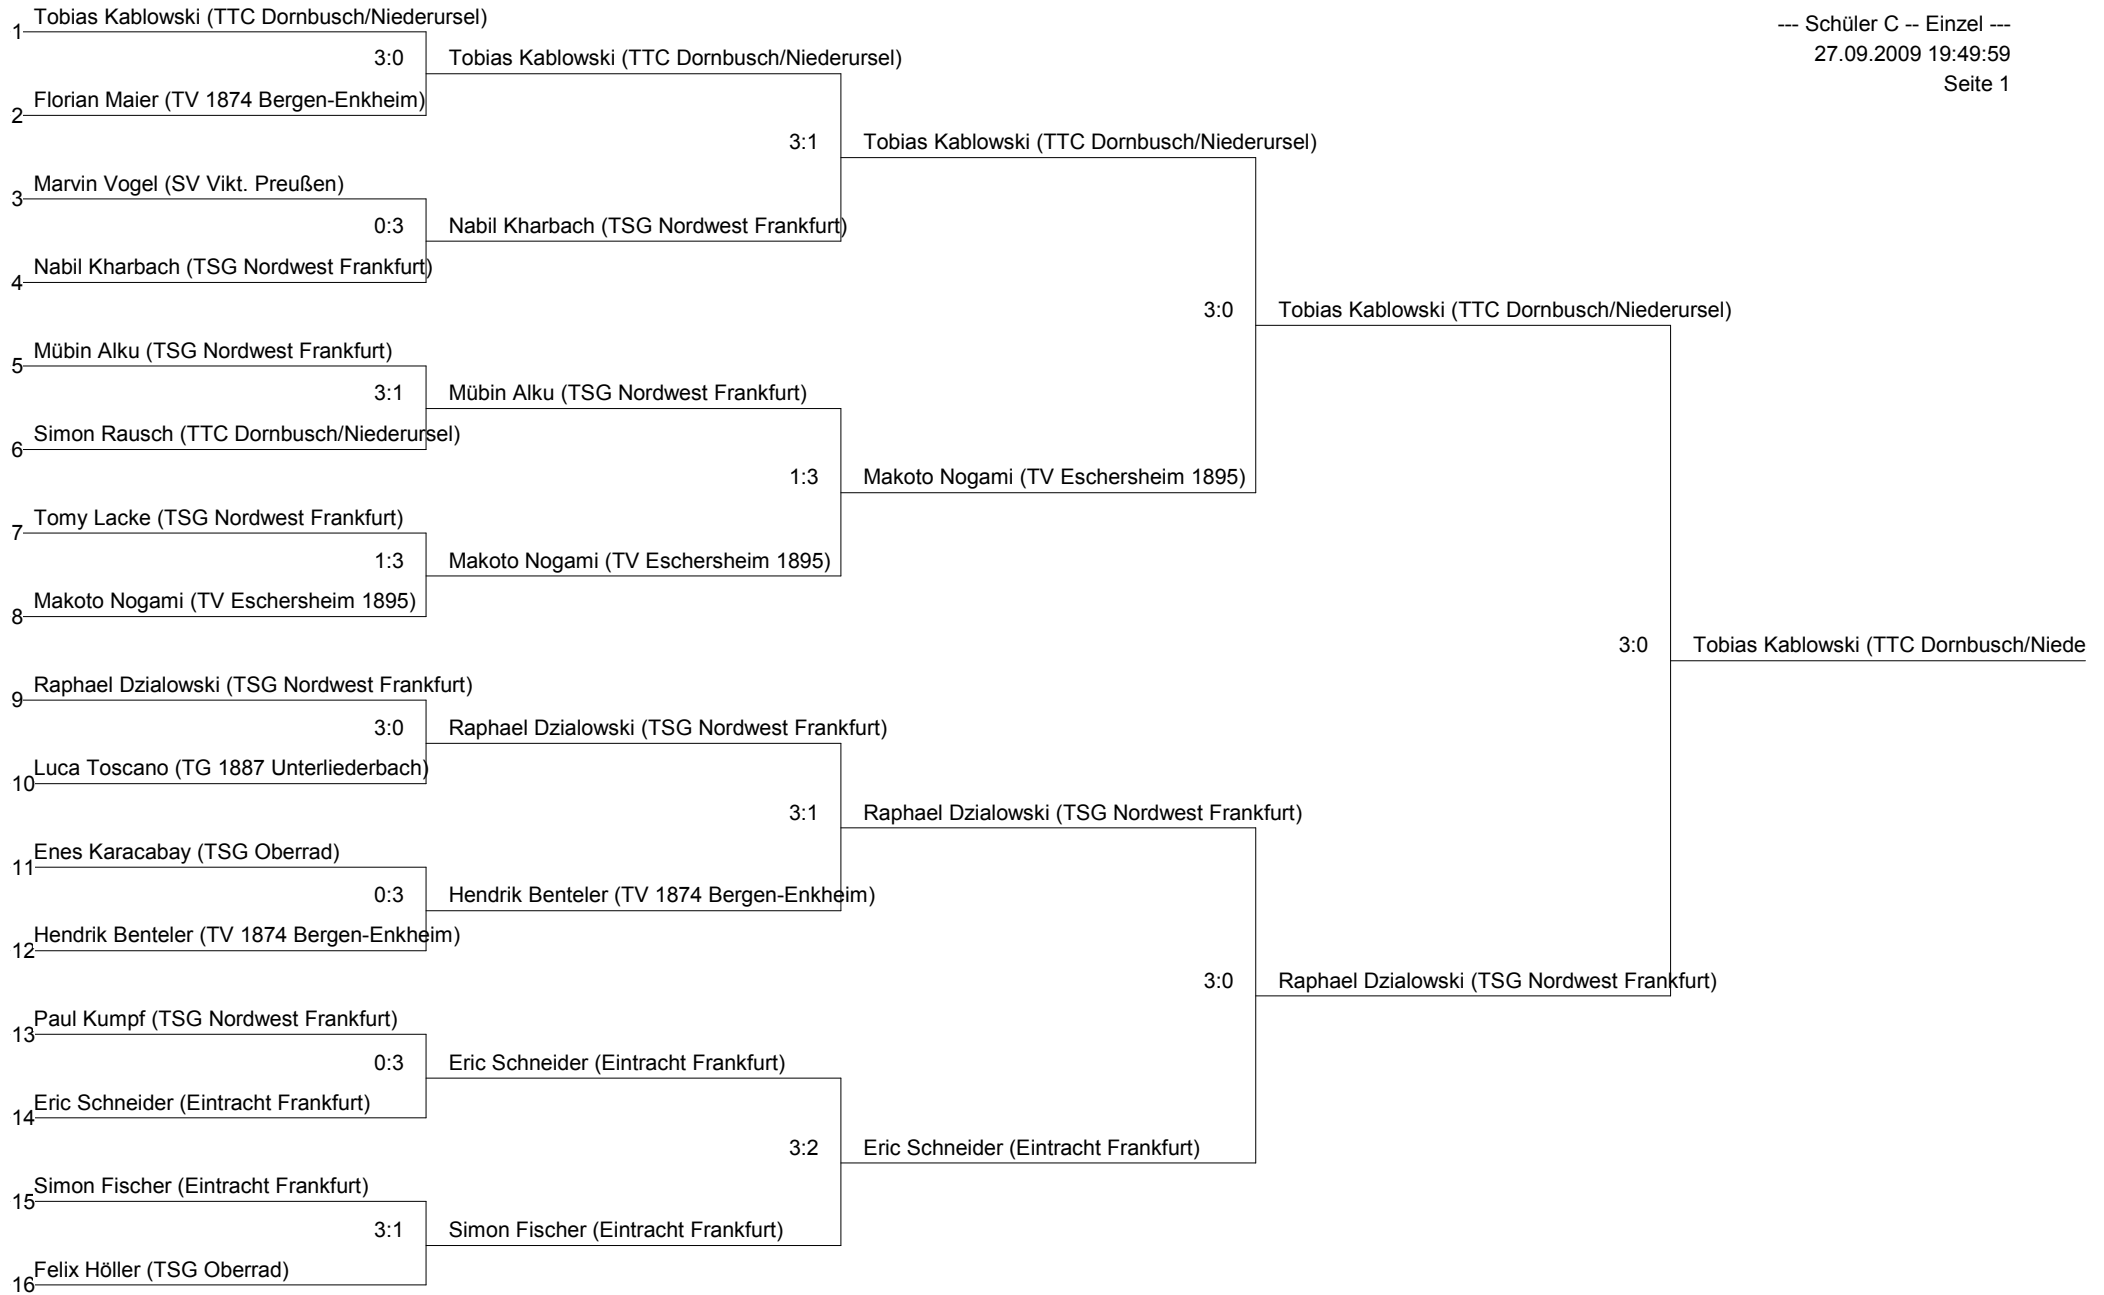 --- Schüler C -- Einzel ---
27.09.2009 19:49:59
Seite 1
1 Tobias Kablowski (TTC Dornbusch/Niederursel)
3:0 Tobias Kablowski (TTC Dornbusch/Niederursel)
2 Florian Maier (TV 1874 Bergen-Enkheim)
3:1 Tobias Kablowski (TTC Dornbusch/Niederursel)
3 Marvin Vogel (SV Vikt. Preußen)
0:3 Nabil Kharbach (TSG Nordwest Frankfurt)
4 Nabil Kharbach (TSG Nordwest Frankfurt)
3:0 Tobias Kablowski (TTC Dornbusch/Niederursel)
5 Mübin Alku (TSG Nordwest Frankfurt)
3:1 Mübin Alku (TSG Nordwest Frankfurt)
6 Simon Rausch (TTC Dornbusch/Niederursel)
1:3 Makoto Nogami (TV Eschersheim 1895)
7 Tomy Lacke (TSG Nordwest Frankfurt)
1:3 Makoto Nogami (TV Eschersheim 1895)
8 Makoto Nogami (TV Eschersheim 1895)
3:0 Tobias Kablowski (TTC Dornbusch/Niede
9 Raphael Dzialowski (TSG Nordwest Frankfurt)
3:0 Raphael Dzialowski (TSG Nordwest Frankfurt)
10 Luca Toscano (TG 1887 Unterliederbach)
3:1 Raphael Dzialowski (TSG Nordwest Frankfurt)
11 Enes Karacabay (TSG Oberrad)
0:3 Hendrik Benteler (TV 1874 Bergen-Enkheim)
12 Hendrik Benteler (TV 1874 Bergen-Enkheim)
3:0 Raphael Dzialowski (TSG Nordwest Frankfurt)
13 Paul Kumpf (TSG Nordwest Frankfurt)
0:3 Eric Schneider (Eintracht Frankfurt)
14 Eric Schneider (Eintracht Frankfurt)
3:2 Eric Schneider (Eintracht Frankfurt)
15 Simon Fischer (Eintracht Frankfurt)
3:1 Simon Fischer (Eintracht Frankfurt)
16 Felix Höller (TSG Oberrad)